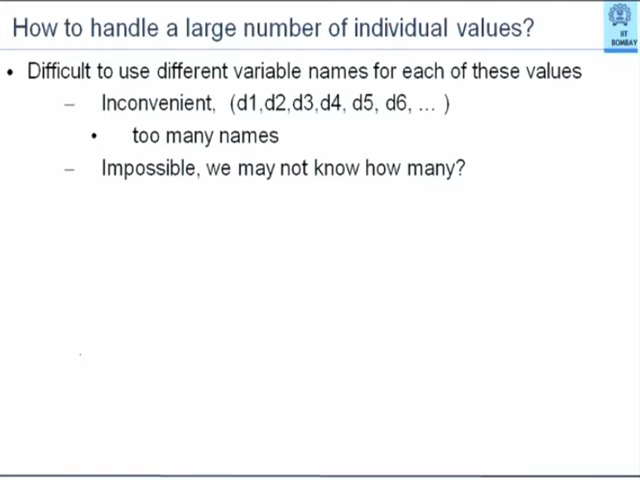 How to handle a large number of individual values?
IIT
BOMBAY
• Difficult to use different variable names for each of these values
– Inconvenient, (d1,d2,d3,d4, d5, d6, ... )
• too many names
– Impossible, we may not know how many?